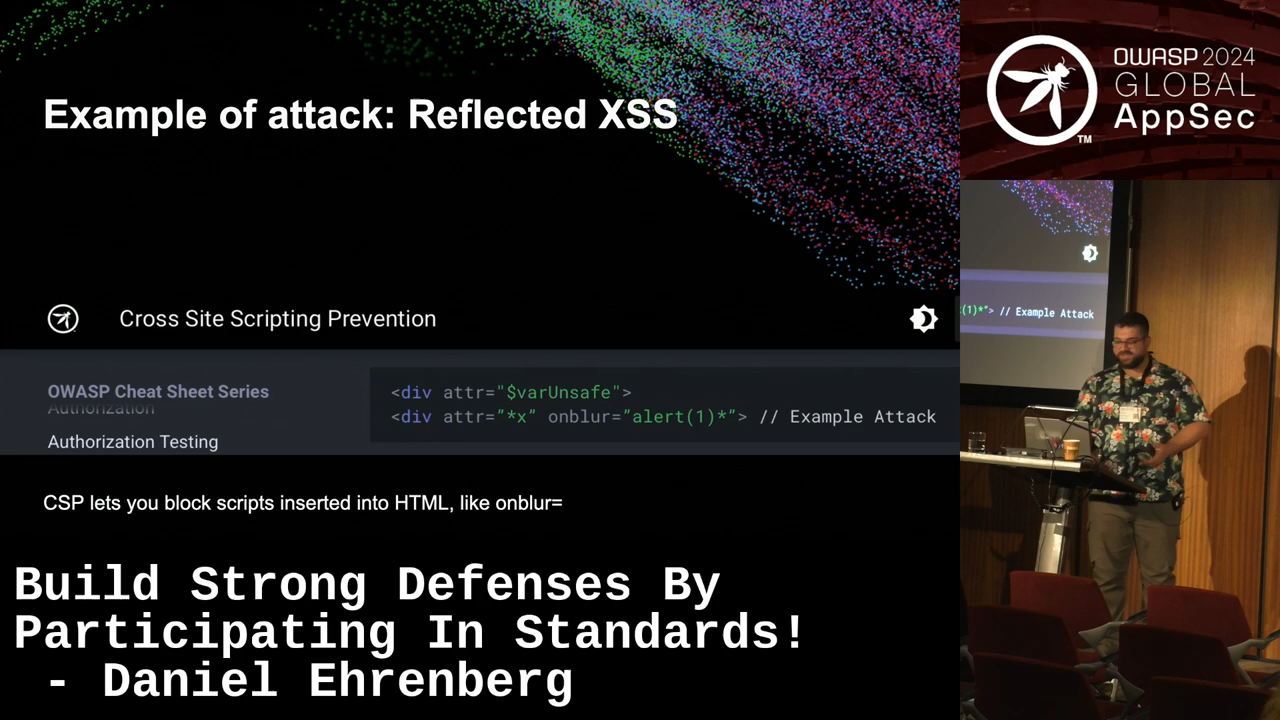 Example of attack: Reflected XSS
Cross Site Scripting Prevention
OWASP Cheat Sheet Series
Authorization
Authorization Testing
<div attr="$varUnsafe">
<div attr="*x" onblur="alert(1)*"> // Example Attack
CSP lets you block scripts inserted into HTML, like onblur=
Build Strong Defenses By
Participating In Standards!
- Daniel Ehrenberg
OWASP 2024
GLOBAL
AppSec
TM
(1)*"> // Example Attack